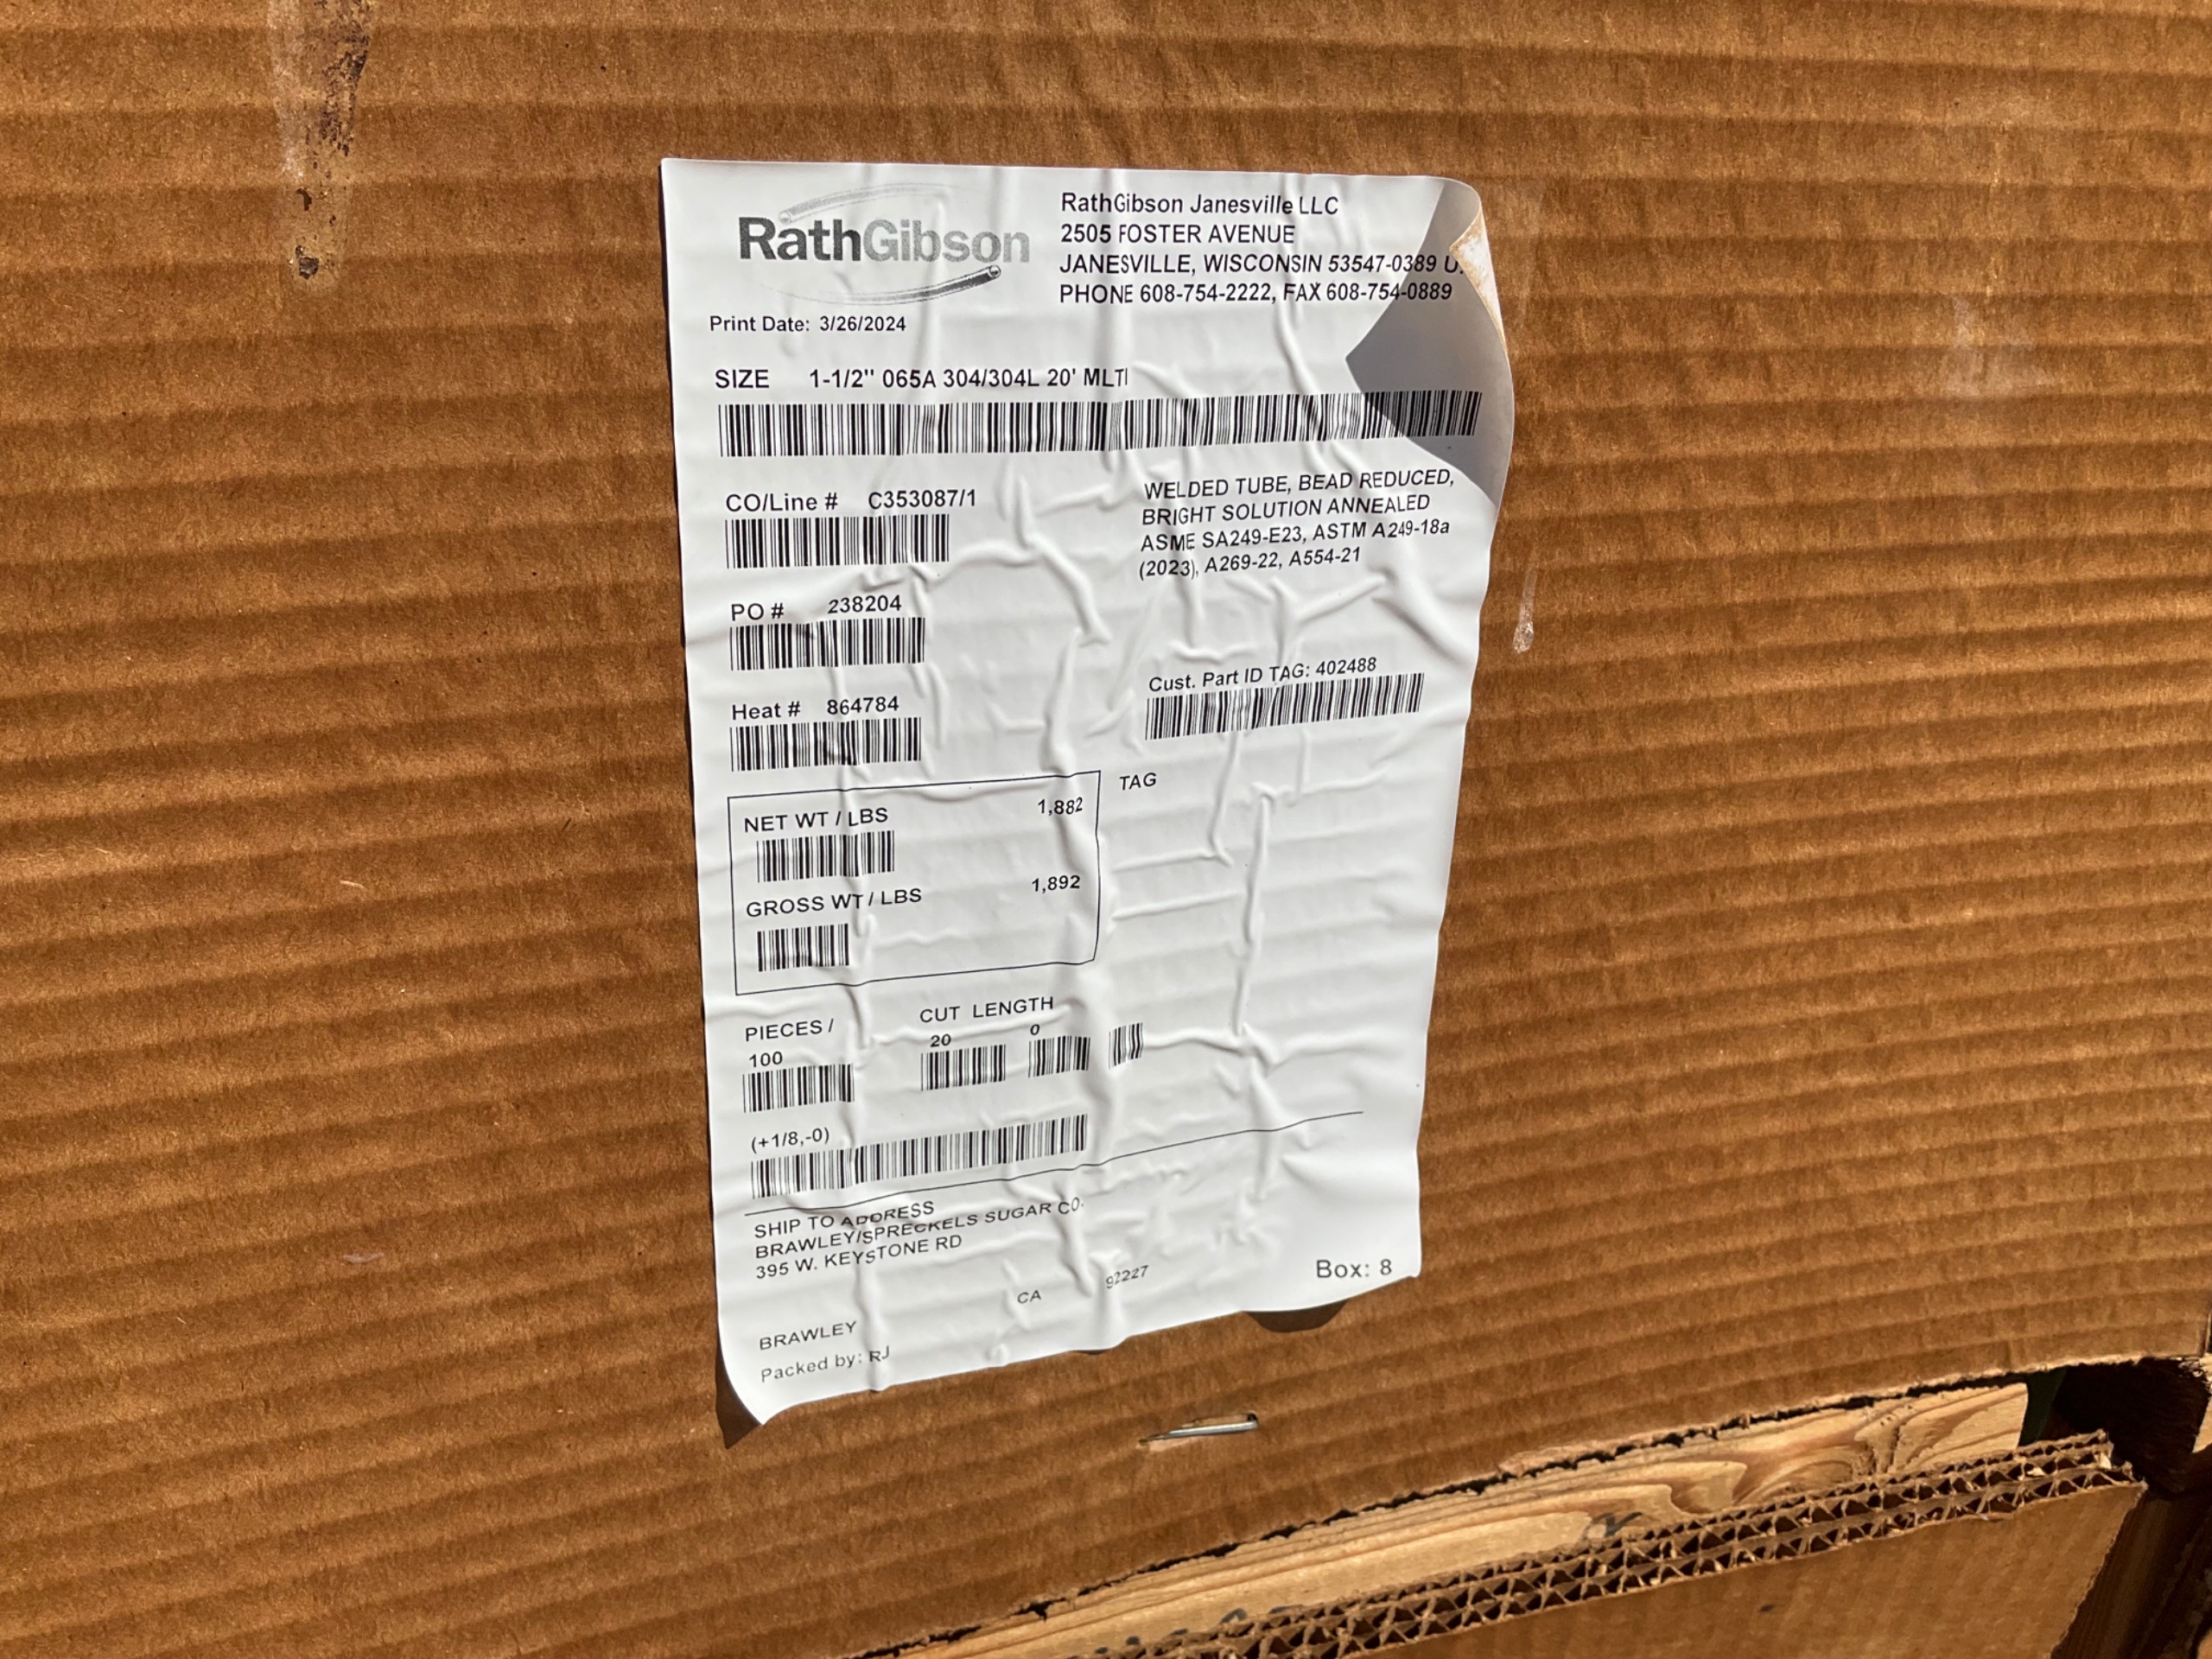 RathGibson
RathGibson Janesville LLC
2505 FOSTER AVENUE
JANESVILLE, WISCONSIN 53547-0389 U.
PHONE 608-754-2222, FAX 608-754-0889
Print Date: 3/26/2024
SIZE 1-1/2" 065A 304/304L 20' MLTI
CO/Line # C353087/1
WELDED TUBE, BEAD REDUCED,
BRIGHT SOLUTION ANNEALED
ASME SA249-E23, ASTM A249-18a
(2023), A269-22, A554-21
PO # 238204
Cust. Part ID TAG: 402488
Heat # 864784
TAG
NET WT / LBS 1,882
GROSS WT / LBS 1,892
PIECES /
100
CUT LENGTH
20 0
(+1/8,-0)
SHIP TO ADDRESS
BRAWLEY/SPRECKELS SUGAR CO.
395 W. KEYSTONE RD
BRAWLEY CA 92227
Packed by: RJ
Box: 8